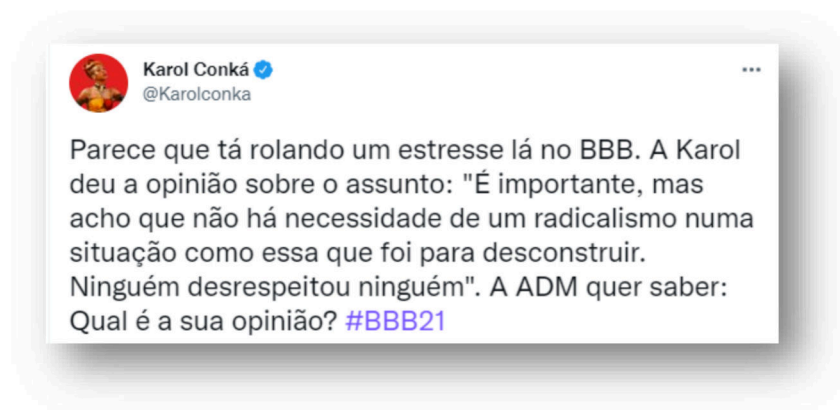 Karol Conká
@Karolconka
Parece que tá rolando um estresse lá no BBB. A Karol
deu a opinião sobre o assunto: "É importante, mas
acho que não há necessidade de um radicalismo numa
situação como essa que foi para desconstruir.
Ninguém desrespeitou ninguém". A ADM quer saber:
Qual é a sua opinião? #BBB21